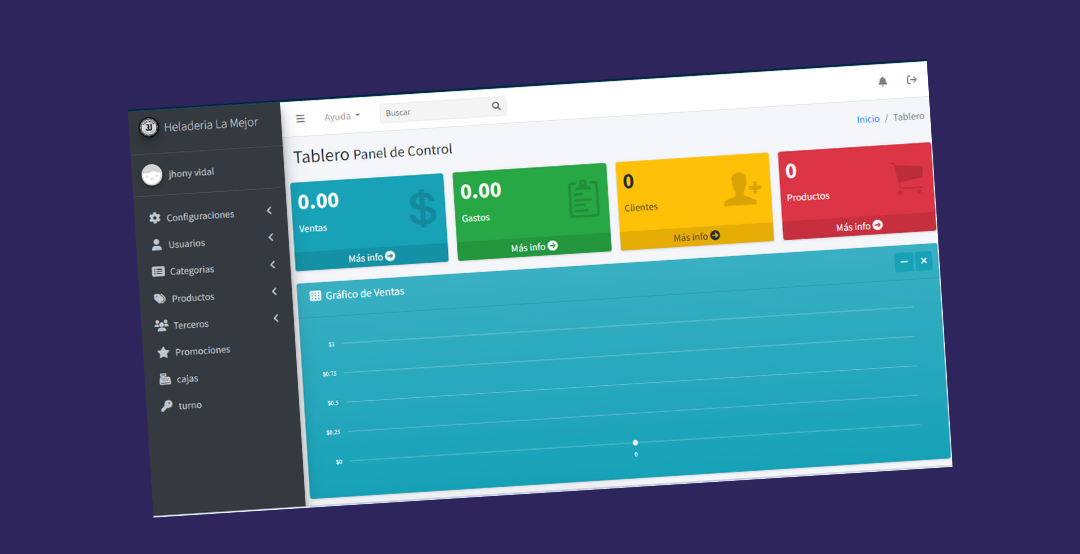 Heladeria La Mejor
jhony vidal
Configuraciones
Usuarios
Categorias
Productos
Terceros
Promociones
cajas
turno
Ayuda
Buscar
Inicio / Tablero
Tablero Panel de Control
0.00
Ventas
Más info
0.00
Gastos
Más info
0
Clientes
Más info
0
Productos
Más info
Gráfico de Ventas
$1
$0.75
$0.5
$0.25
$0
0